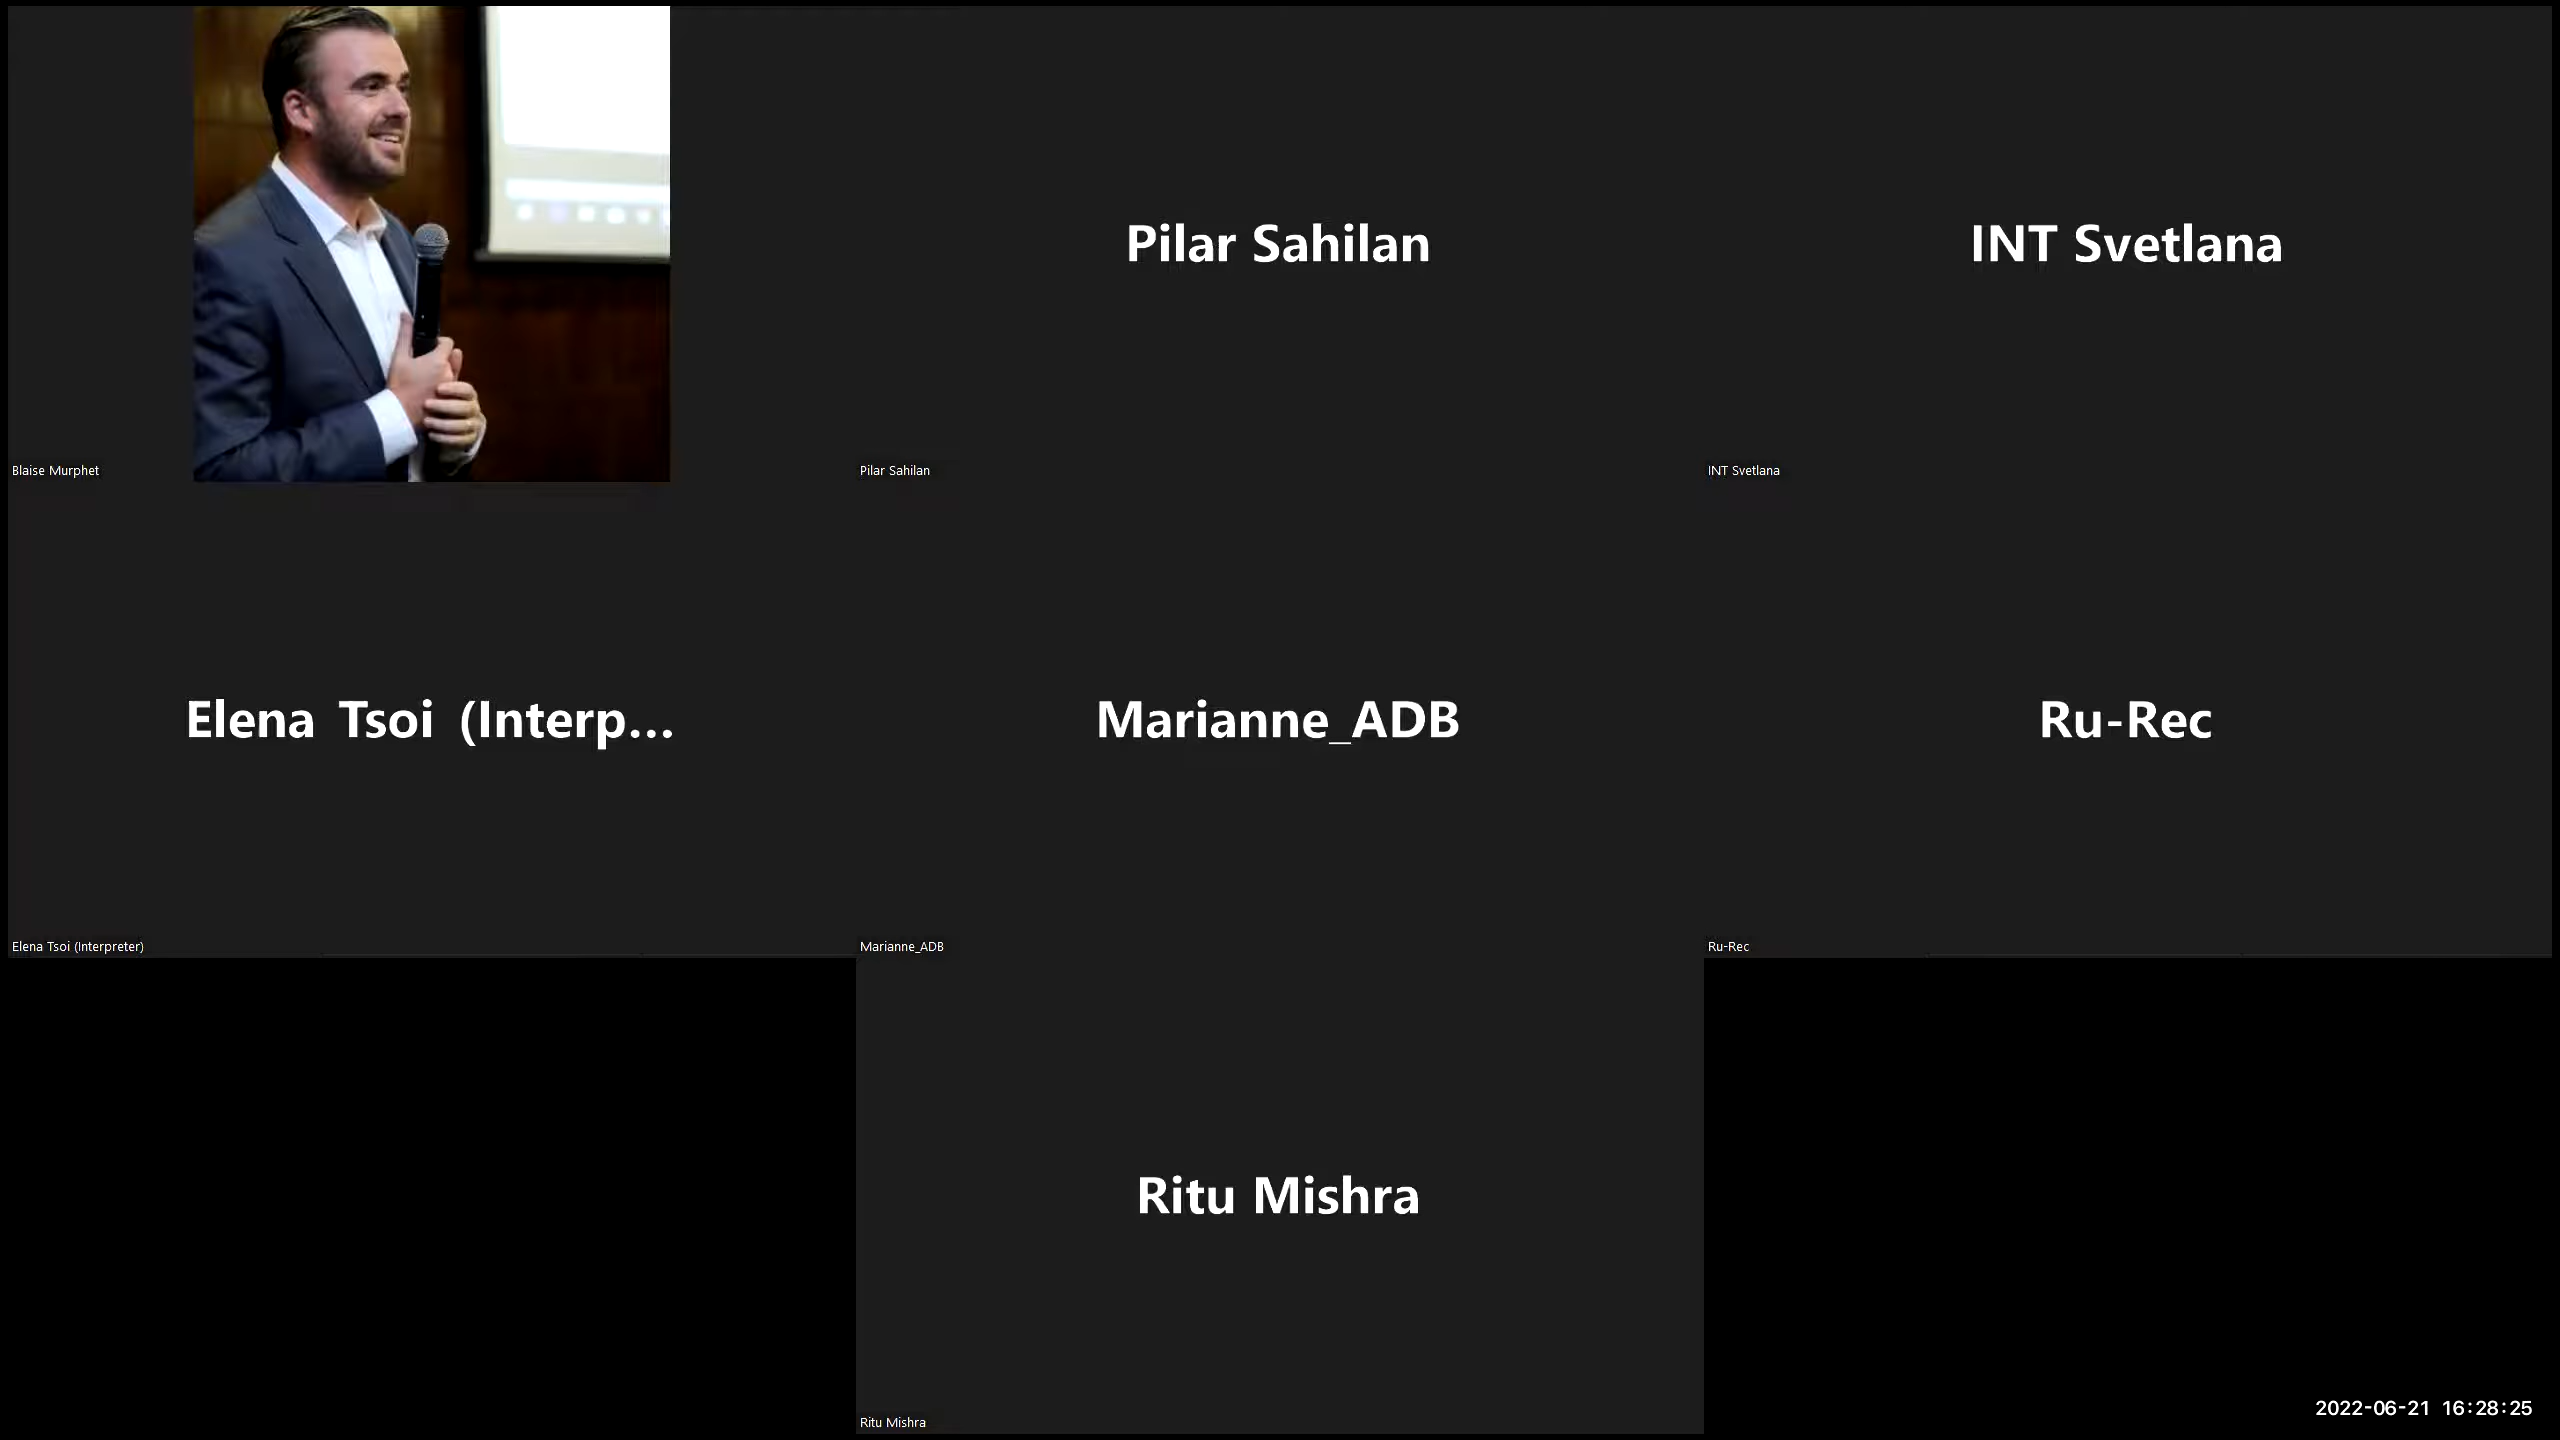 Blaise Murphet
Pilar Sahilan
Pilar Sahilan
INT Svetlana
INT Svetlana
Elena Tsoi (Interp...
Elena Tsoi (Interpreter)
Marianne_ADB
Marianne_ADB
Ru-Rec
Ru-Rec
Ritu Mishra
Ritu Mishra
2022-06-21 16:28:25